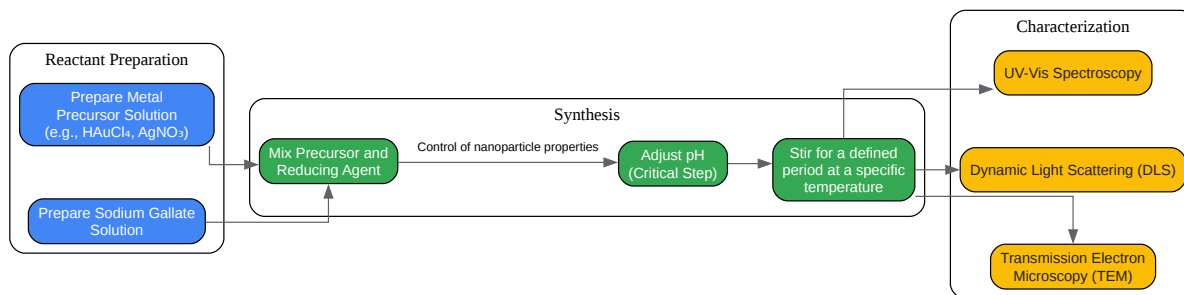 Reactant Preparation
Prepare Metal
Precursor Solution
(e.g., HAuCl₄, AgNO₃)
Prepare Sodium Gallate
Solution
Synthesis
Mix Precursor and
Reducing Agent
Control of nanoparticle properties
Adjust pH
(Critical Step)
Stir for a defined
period at a specific
temperature
Characterization
UV-Vis Spectroscopy
Dynamic Light Scattering (DLS)
Transmission Electron
Microscopy (TEM)